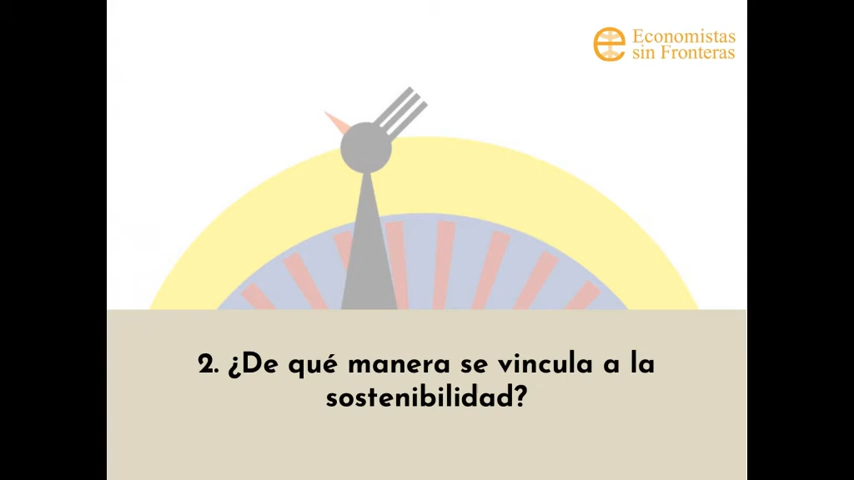 Economistas
sin Fronteras
2. ¿De qué manera se vincula a la
sostenibilidad?